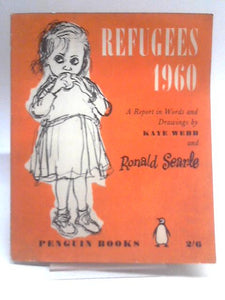 REFUGEES
1960
A Report in Words and
Drawings by
KAYE WEBB
and
Ronald Searle
PENGUIN BOOKS 2/6